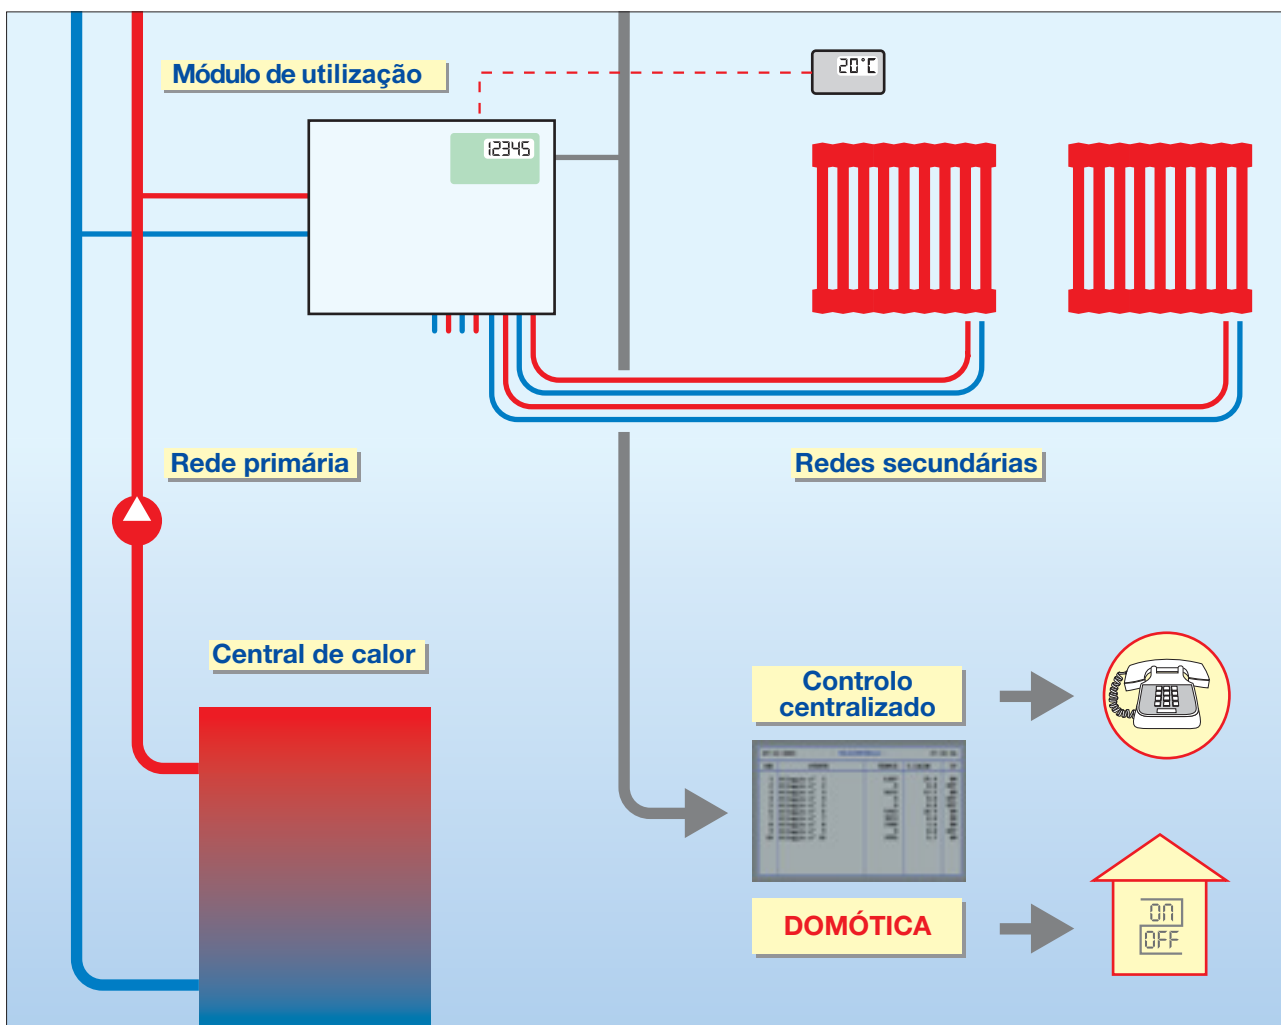 Módulo de utilização
20°C
12345
Rede primária
Redes secundárias
Central de calor
Controlo
centralizado
DOMÓTICA
ON
OFF